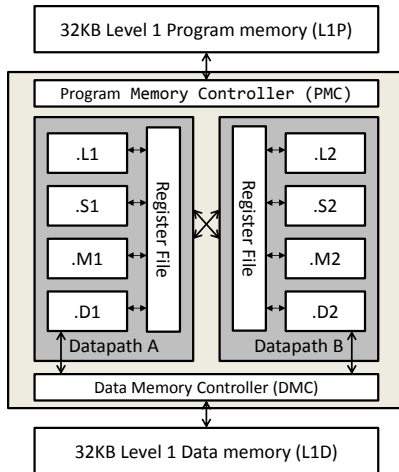 32KB Level 1 Program memory (L1P)
Program Memory Controller (PMC)
.L1
.S1
.M1
.D1
Register File
Datapath A
Register File
.L2
.S2
.M2
.D2
Datapath B
Data Memory Controller (DMC)
32KB Level 1 Data memory (L1D)